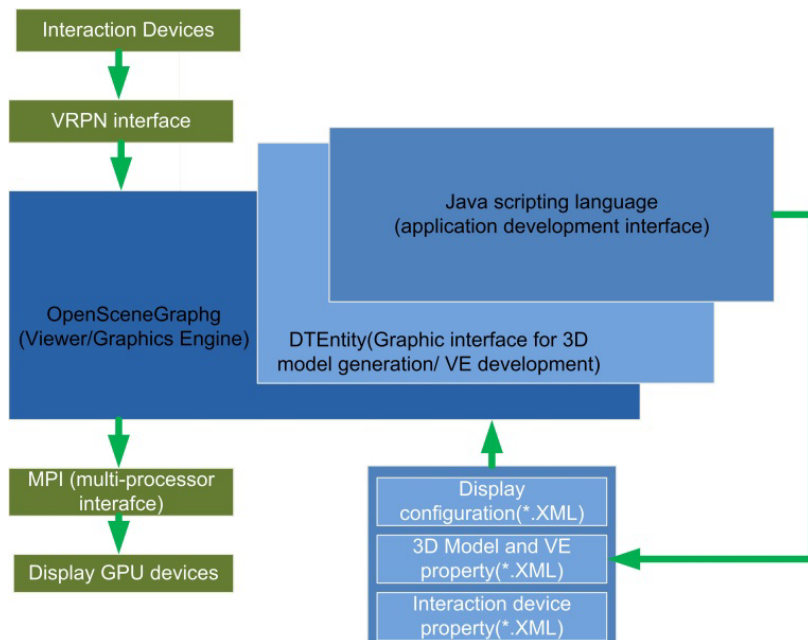 Interaction Devices
VRPN interface
Java scripting language
(application development interface)
OpenSceneGraphg
(Viewer/Graphics Engine)
DTEntity(Graphic interface for 3D
model generation/ VE development)
MPI (multi-processor
interafce)
Display GPU devices
Display
configuration(*.XML)
3D Model and VE
property(*.XML)
Interaction device
property(*.XML)